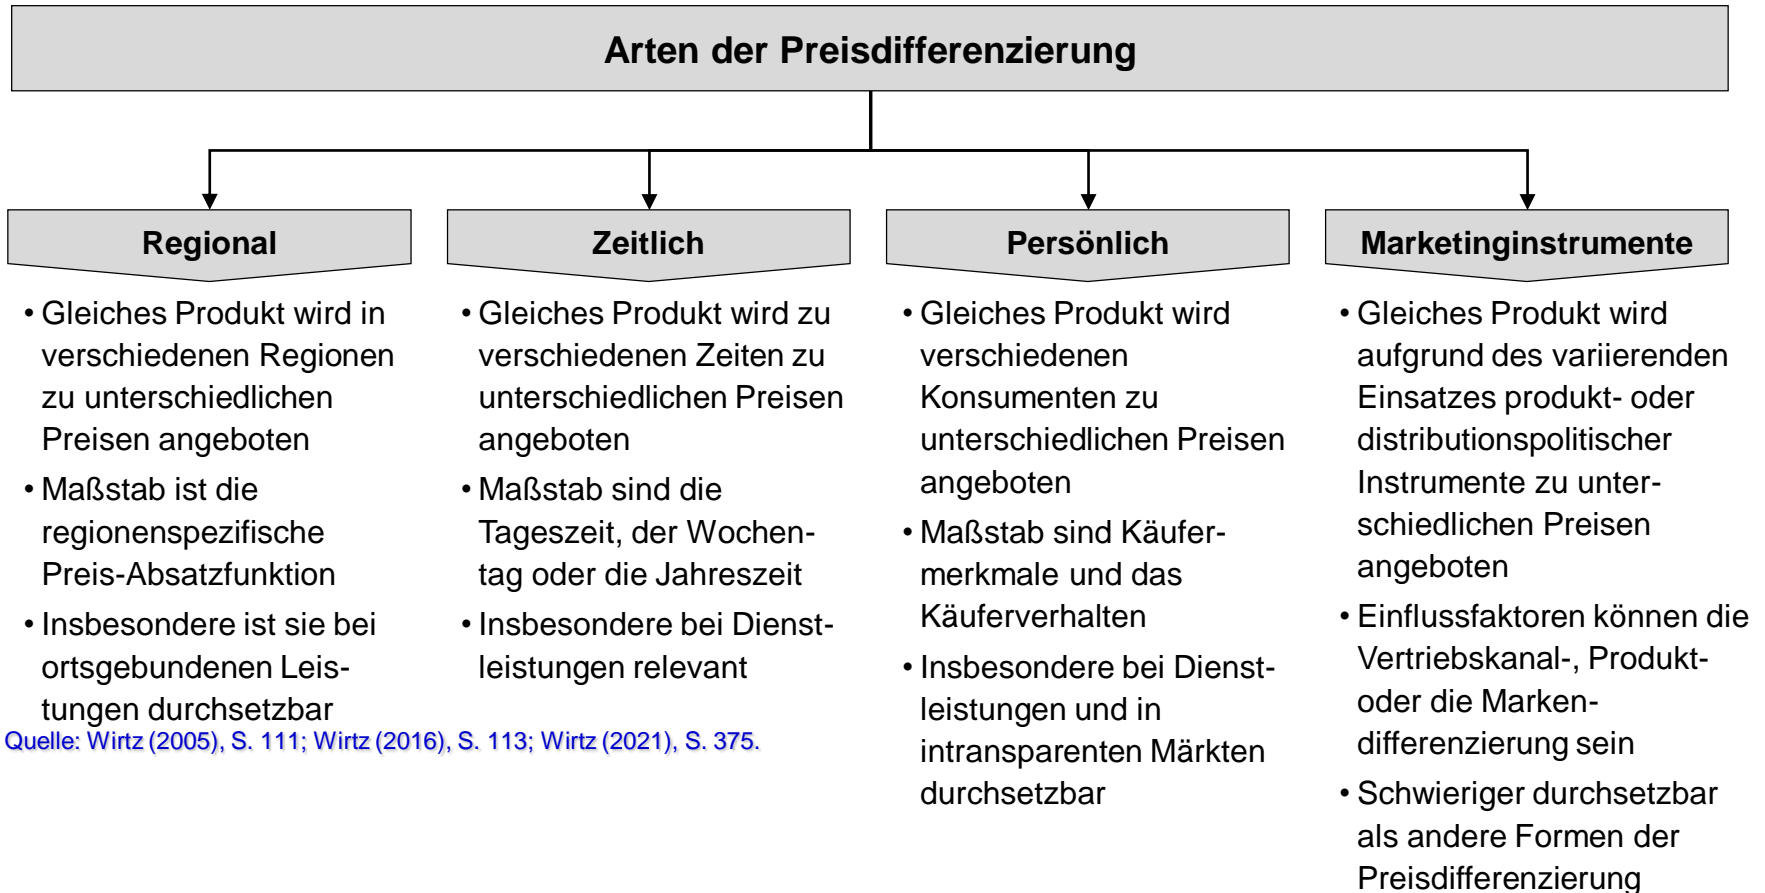 Arten der Preisdifferenzierung
Regional
• Gleiches Produkt wird in
verschiedenen Regionen
zu unterschiedlichen
Preisen angeboten
• Maßstab ist die
regionenspezifische
Preis-Absatzfunktion
• Insbesondere ist sie bei
ortsgebundenen Leis-
tungen durchsetzbar
Zeitlich
• Gleiches Produkt wird zu
verschiedenen Zeiten zu
unterschiedlichen Preisen
angeboten
• Maßstab sind die
Tageszeit, der Wochen-
tag oder die Jahreszeit
• Insbesondere bei Dienst-
leistungen relevant
Persönlich
• Gleiches Produkt wird
verschiedenen
Konsumenten zu
unterschiedlichen Preisen
angeboten
• Maßstab sind Käufer-
merkmale und das
Käuferverhalten
• Insbesondere bei Dienst-
leistungen und in
intransparenten Märkten
durchsetzbar
Marketinginstrumente
• Gleiches Produkt wird
aufgrund des variierenden
Einsatzes produkt- oder
distributionspolitischer
Instrumente zu unter-
schiedlichen Preisen
angeboten
• Einflussfaktoren können die
Vertriebskanal-, Produkt-
oder die Marken-
differenzierung sein
• Schwieriger durchsetzbar
als andere Formen der
Preisdifferenzierung
Quelle: Wirtz (2005), S. 111; Wirtz (2016), S. 113; Wirtz (2021), S. 375.